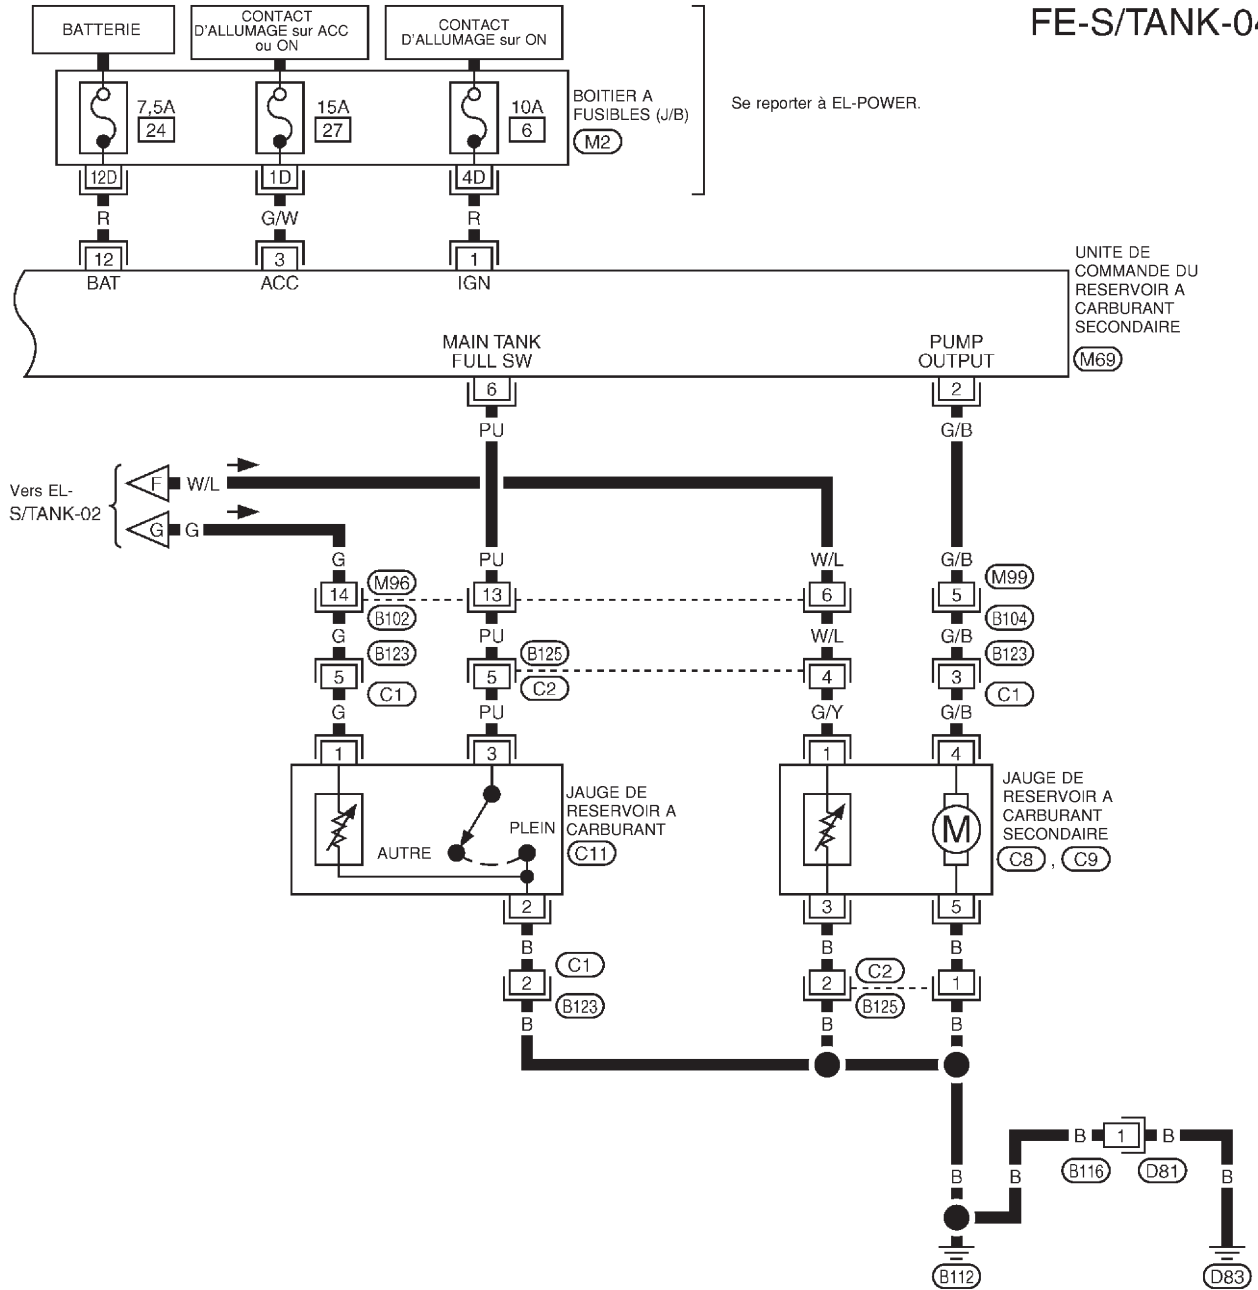 FE-S/TANK-04
BATTERIE
CONTACT
D'ALLUMAGE sur ACC
ou ON
CONTACT
D'ALLUMAGE sur ON
7,5A
24
15A
27
10A
6
BOITIER A
FUSIBLES (J/B)
M2
Se reporter à EL-POWER.
12D
1D
4D
R
G/W
R
12
3
1
BAT
ACC
IGN
UNITE DE
COMMANDE DU
RESERVOIR A
CARBURANT
SECONDAIRE
M69
MAIN TANK
FULL SW
PUMP
OUTPUT
6
2
PU
G/B
Vers EL-
S/TANK-02
F
W/L
G
G
G
PU
W/L
G/B
14
M96
13
6
5
M99
B102
B104
G
PU
W/L
G/B
B123
B125
B123
5
5
4
3
C1
C2
C1
G
PU
G/Y
G/B
1
3
1
4
JAUGE DE
RESERVOIR A
CARBURANT
C11
PLEIN
AUTRE
M
JAUGE DE
RESERVOIR A
CARBURANT
SECONDAIRE
C8 , C9
2
3
5
B
B
B
C1
C2
2
2
1
B123
B125
B
B
B
B
1
B
B116
D81
B
B
B
B112
D83